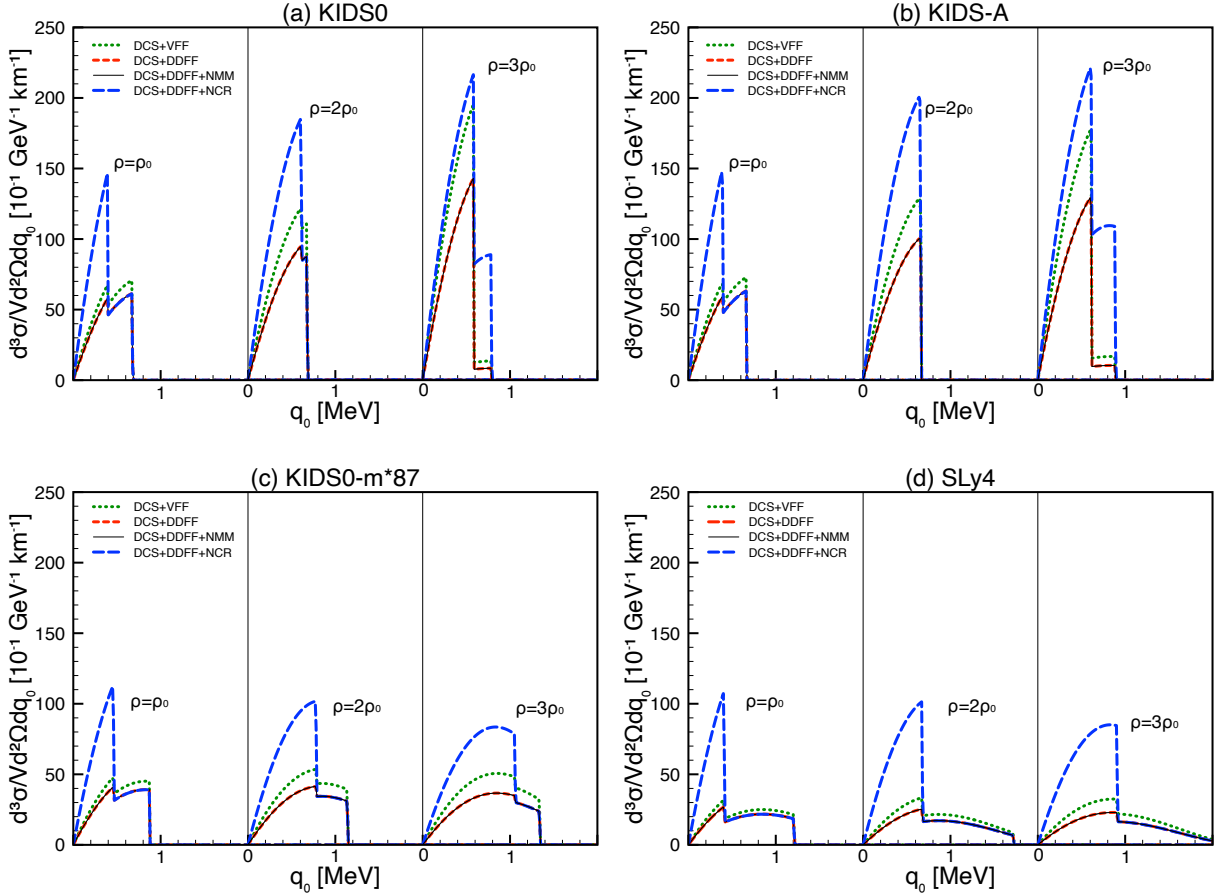 (a) KIDS0
d³σ/Vd²Ωdq₀ [10⁻¹ GeV⁻¹ km⁻¹]
250
200
150
100
50
0
DCS+VFF
DCS+DDFF
DCS+DDFF+NMM
DCS+DDFF+NCR
ρ=ρ₀
ρ=2ρ₀
ρ=3ρ₀
1 0 1 0 1
q₀ [MeV]
(b) KIDS-A
d³σ/Vd²Ωdq₀ [10⁻¹ GeV⁻¹ km⁻¹]
250
200
150
100
50
0
DCS+VFF
DCS+DDFF
DCS+DDFF+NMM
DCS+DDFF+NCR
ρ=ρ₀
ρ=2ρ₀
ρ=3ρ₀
1 0 1 0 1
q₀ [MeV]
(c) KIDS0-m*87
d³σ/Vd²Ωdq₀ [10⁻¹ GeV⁻¹ km⁻¹]
250
200
150
100
50
0
DCS+VFF
DCS+DDFF
DCS+DDFF+NMM
DCS+DDFF+NCR
ρ=ρ₀
ρ=2ρ₀
ρ=3ρ₀
1 0 1 0 1
q₀ [MeV]
(d) SLy4
d³σ/Vd²Ωdq₀ [10⁻¹ GeV⁻¹ km⁻¹]
250
200
150
100
50
0
DCS+VFF
DCS+DDFF
DCS+DDFF+NMM
DCS+DDFF+NCR
ρ=ρ₀
ρ=2ρ₀
ρ=3ρ₀
1 0 1 0 1
q₀ [MeV]